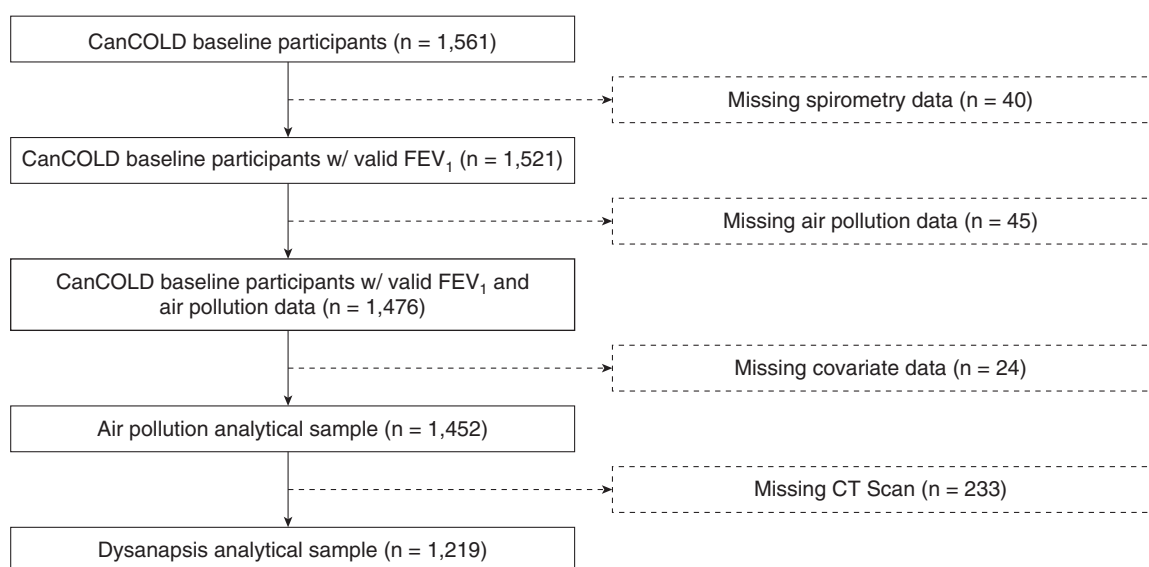 CanCOLD baseline participants (n = 1,561)
Missing spirometry data (n = 40)
CanCOLD baseline participants w/ valid FEV₁ (n = 1,521)
Missing air pollution data (n = 45)
CanCOLD baseline participants w/ valid FEV₁ and
air pollution data (n = 1,476)
Missing covariate data (n = 24)
Air pollution analytical sample (n = 1,452)
Missing CT Scan (n = 233)
Dysanapsis analytical sample (n = 1,219)